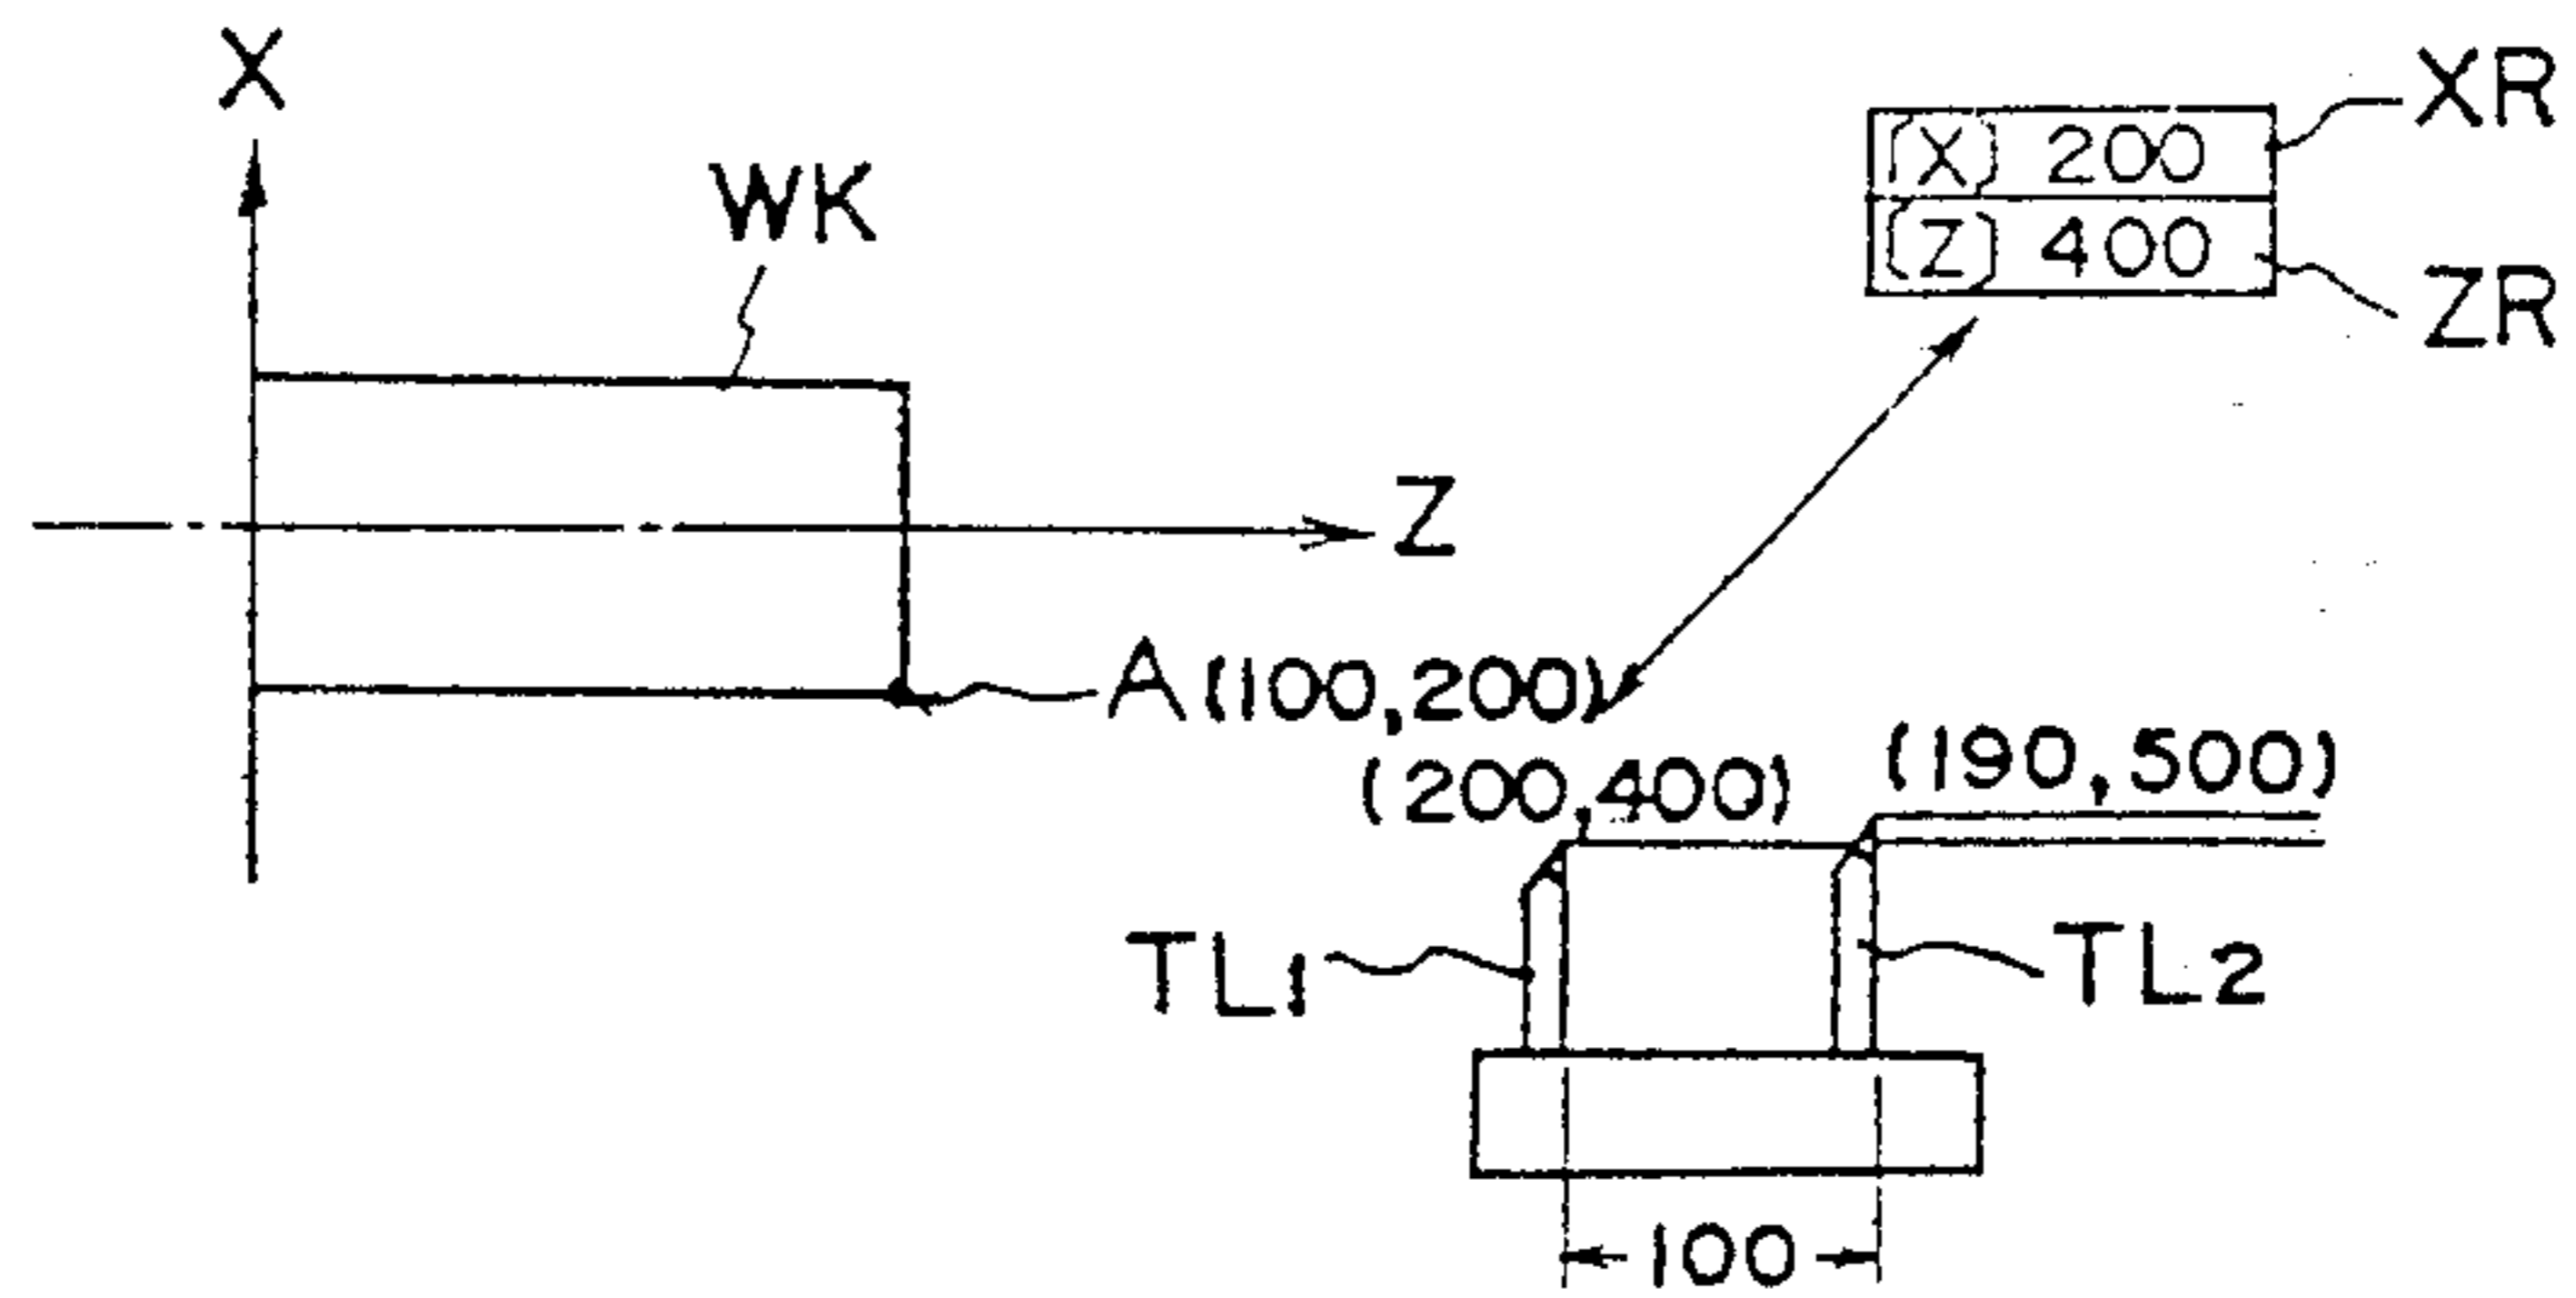 X
XR
(X) 200
WK
(Z) 400
ZR
Z
A (100,200)
(190,500)
(200,400)
TL1
TL2
100